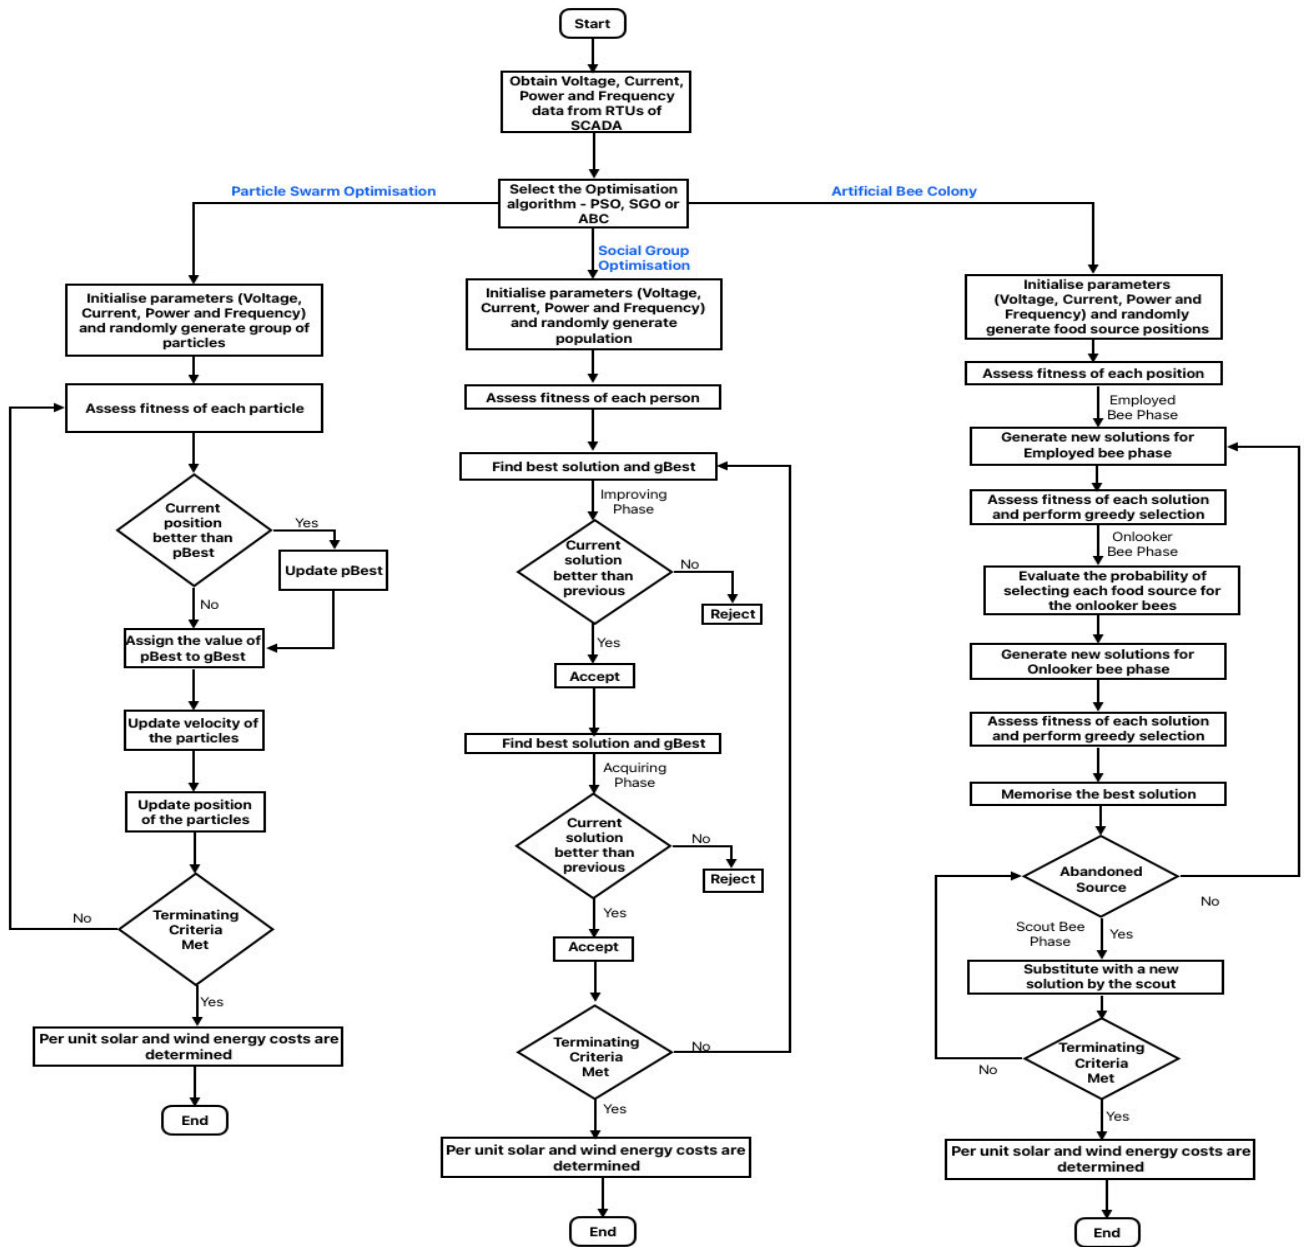 Start
Obtain Voltage, Current,
Power and Frequency
data from RTUs of
SCADA
Select the Optimisation
algorithm - PSO, SGO or
ABC
Particle Swarm Optimisation
Initialise parameters (Voltage,
Current, Power and Frequency)
and randomly generate group of
particles
Assess fitness of each particle
Current
position
better than
pBest
Yes
Update pBest
No
Assign the value of
pBest to gBest
Update velocity of
the particles
Update position
of the particles
Terminating
Criteria
Met
No
Yes
Per unit solar and wind energy costs are
determined
End
Social Group
Optimisation
Initialise parameters (Voltage,
Current, Power and Frequency)
and randomly generate
population
Assess fitness of each person
Find best solution and gBest
Improving
Phase
Current
solution
better than
previous
No
Reject
Yes
Accept
Find best solution and gBest
Acquiring
Phase
Current
solution
better than
previous
No
Reject
Yes
Accept
Terminating
Criteria
Met
No
Yes
Per unit solar and wind energy costs are
determined
End
Artificial Bee Colony
Initialise parameters
(Voltage, Current, Power and
Frequency) and randomly
generate food source positions
Assess fitness of each position
Employed
Bee Phase
Generate new solutions for
Employed bee phase
Assess fitness of each solution
and perform greedy selection
Onlooker
Bee Phase
Evaluate the probability of
selecting each food source for
the onlooker bees
Generate new solutions for
Onlooker bee phase
Assess fitness of each solution
and perform greedy selection
Memorise the best solution
Abandoned
Source
No
Scout Bee
Phase
Yes
Substitute with a new
solution by the scout
Terminating
Criteria
Met
No
Yes
Per unit solar and wind energy costs are
determined
End